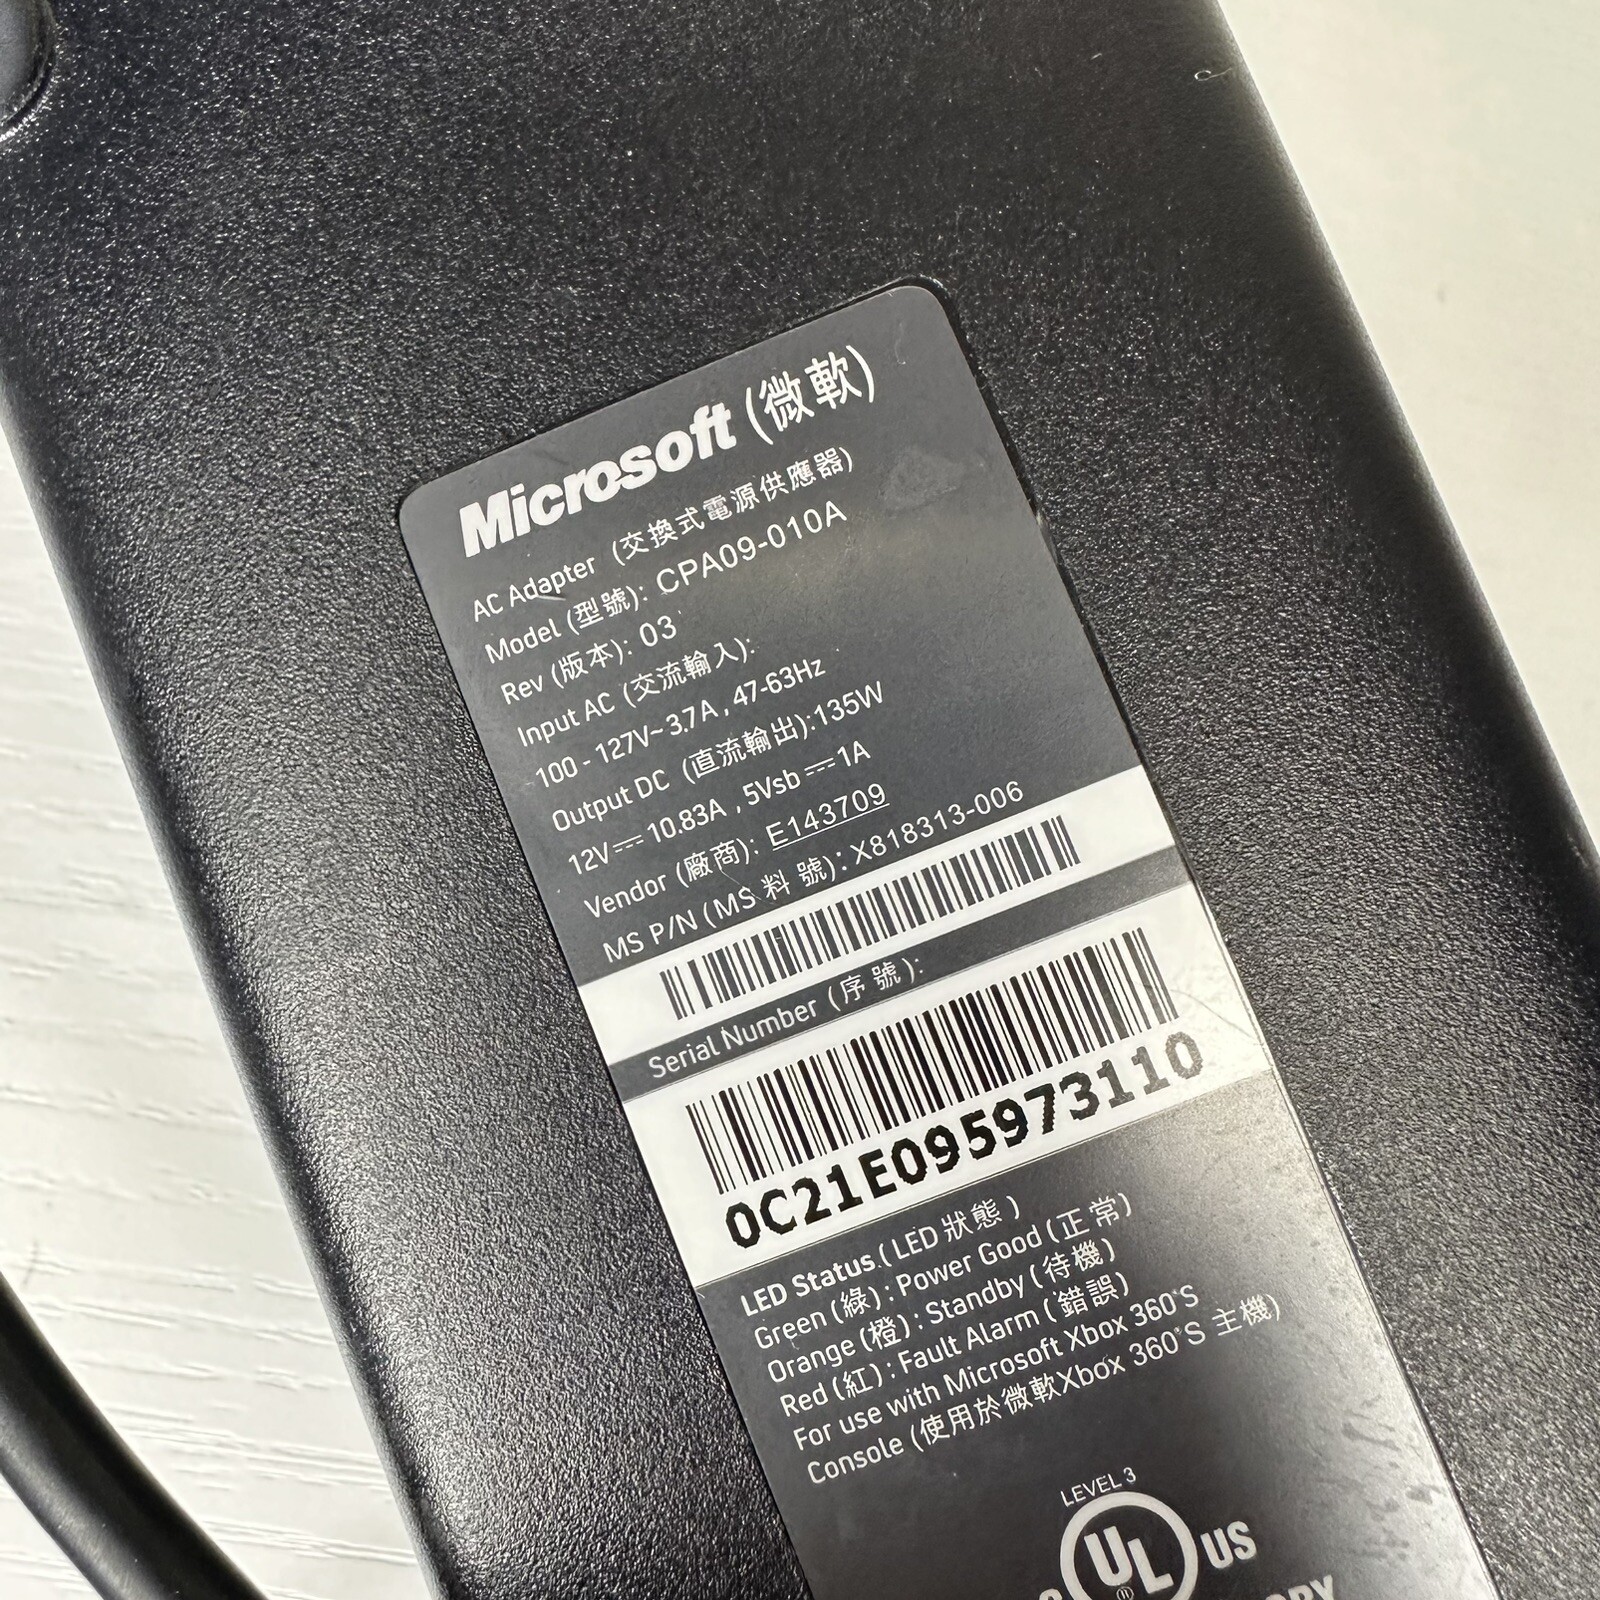 Microsoft (微軟)
AC Adapter (交換式電源供應器)
Model (型號): CPA09-010A
Rev (版本): 03
Input AC (交流輸入):
100 - 127V~ 3.7A , 47-63Hz
Output DC (直流輸出):135W
12V⎓ 10.83A , 5Vsb ⎓1A
Vendor (廠商): E143709
MS P/N (MS 料 號): X818313-006
Serial Number (序 號):
0C21E095973110
LED Status ( LED 狀態 )
Green (綠) : Power Good (正常)
Orange (橙) : Standby (待機)
Red (紅) : Fault Alarm ( 錯誤)
For use with Microsoft Xbox 360® S
Console (使用於微軟Xbox 360® S 主機)
LEVEL 3
UL ® US